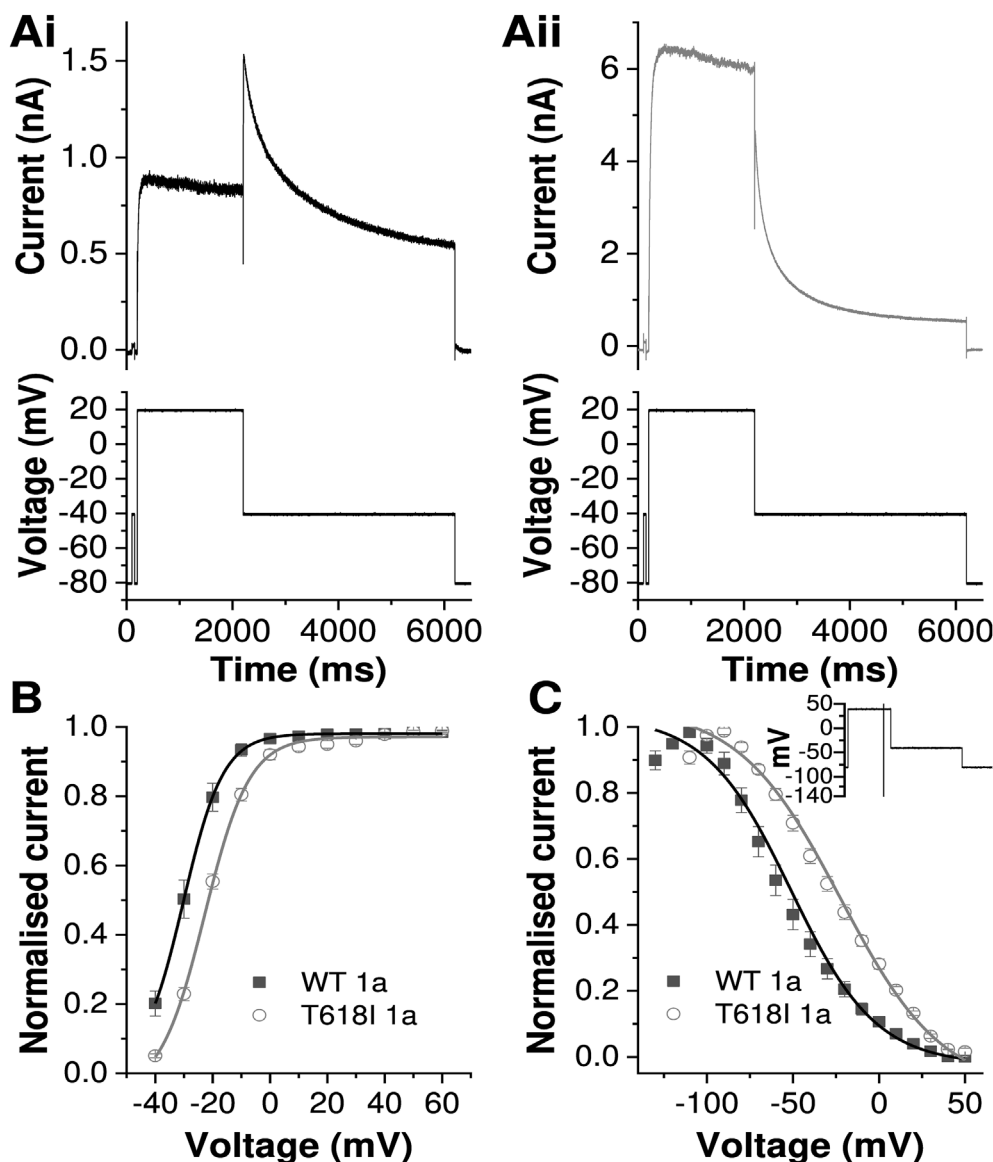 Ai
Current (nA)
1.5
1.0
0.5
0.0
Voltage (mV)
20
0
-20
-40
-60
-80
0 2000 4000 6000
Time (ms)
Aii
Current (nA)
6
4
2
0
Voltage (mV)
20
0
-20
-40
-60
-80
0 2000 4000 6000
Time (ms)
B
Normalised current
1.0
0.8
0.6
0.4
0.2
0.0
WT 1a
T618I 1a
-40 -20 0 20 40 60
Voltage (mV)
C
Normalised current
1.0
0.8
0.6
0.4
0.2
0.0
mV
50
0
-50
-100
-140
WT 1a
T618I 1a
-100 -50 0 50
Voltage (mV)